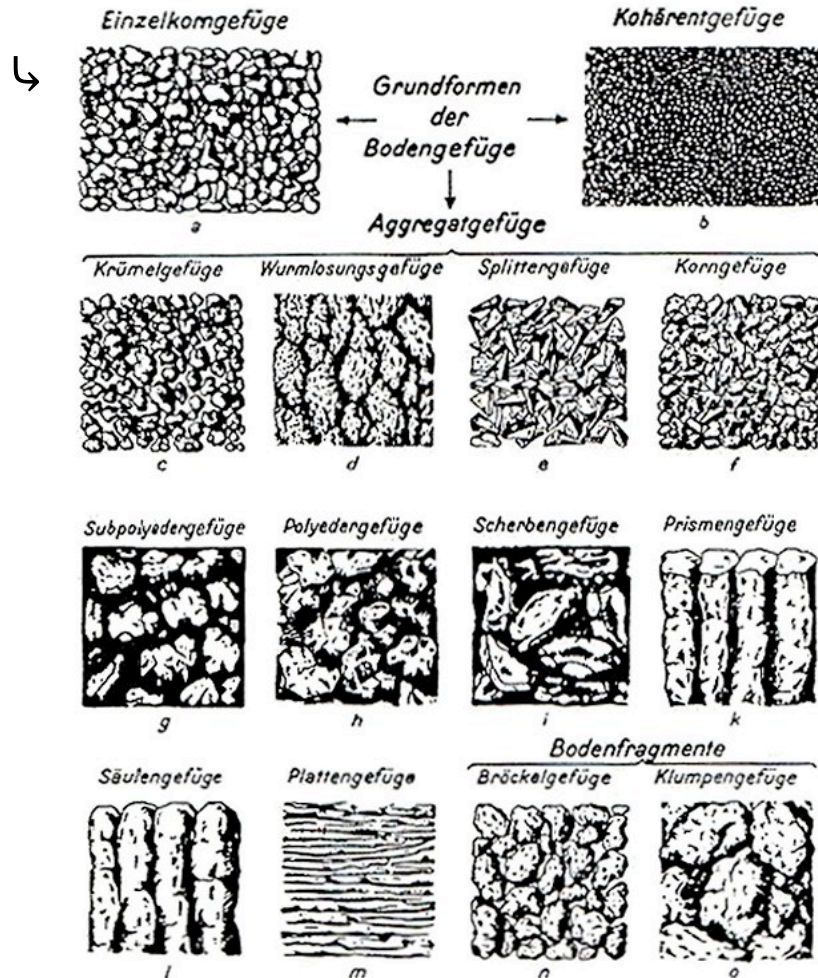 Einzelkorngefüge
Kohärentgefüge
Grundformen
der
Bodengefüge
a
b
Aggregatgefüge
Krümelgefüge Wurmlosungsgefüge Splittergefüge Korngefüge
c d e f
Subpolyedergefüge Polyedergefüge Scherbengefüge Prismengefüge
g h i k
Bodenfragmente
Säulengefüge Plattengefüge Bröckelgefüge Klumpengefüge
l m n o